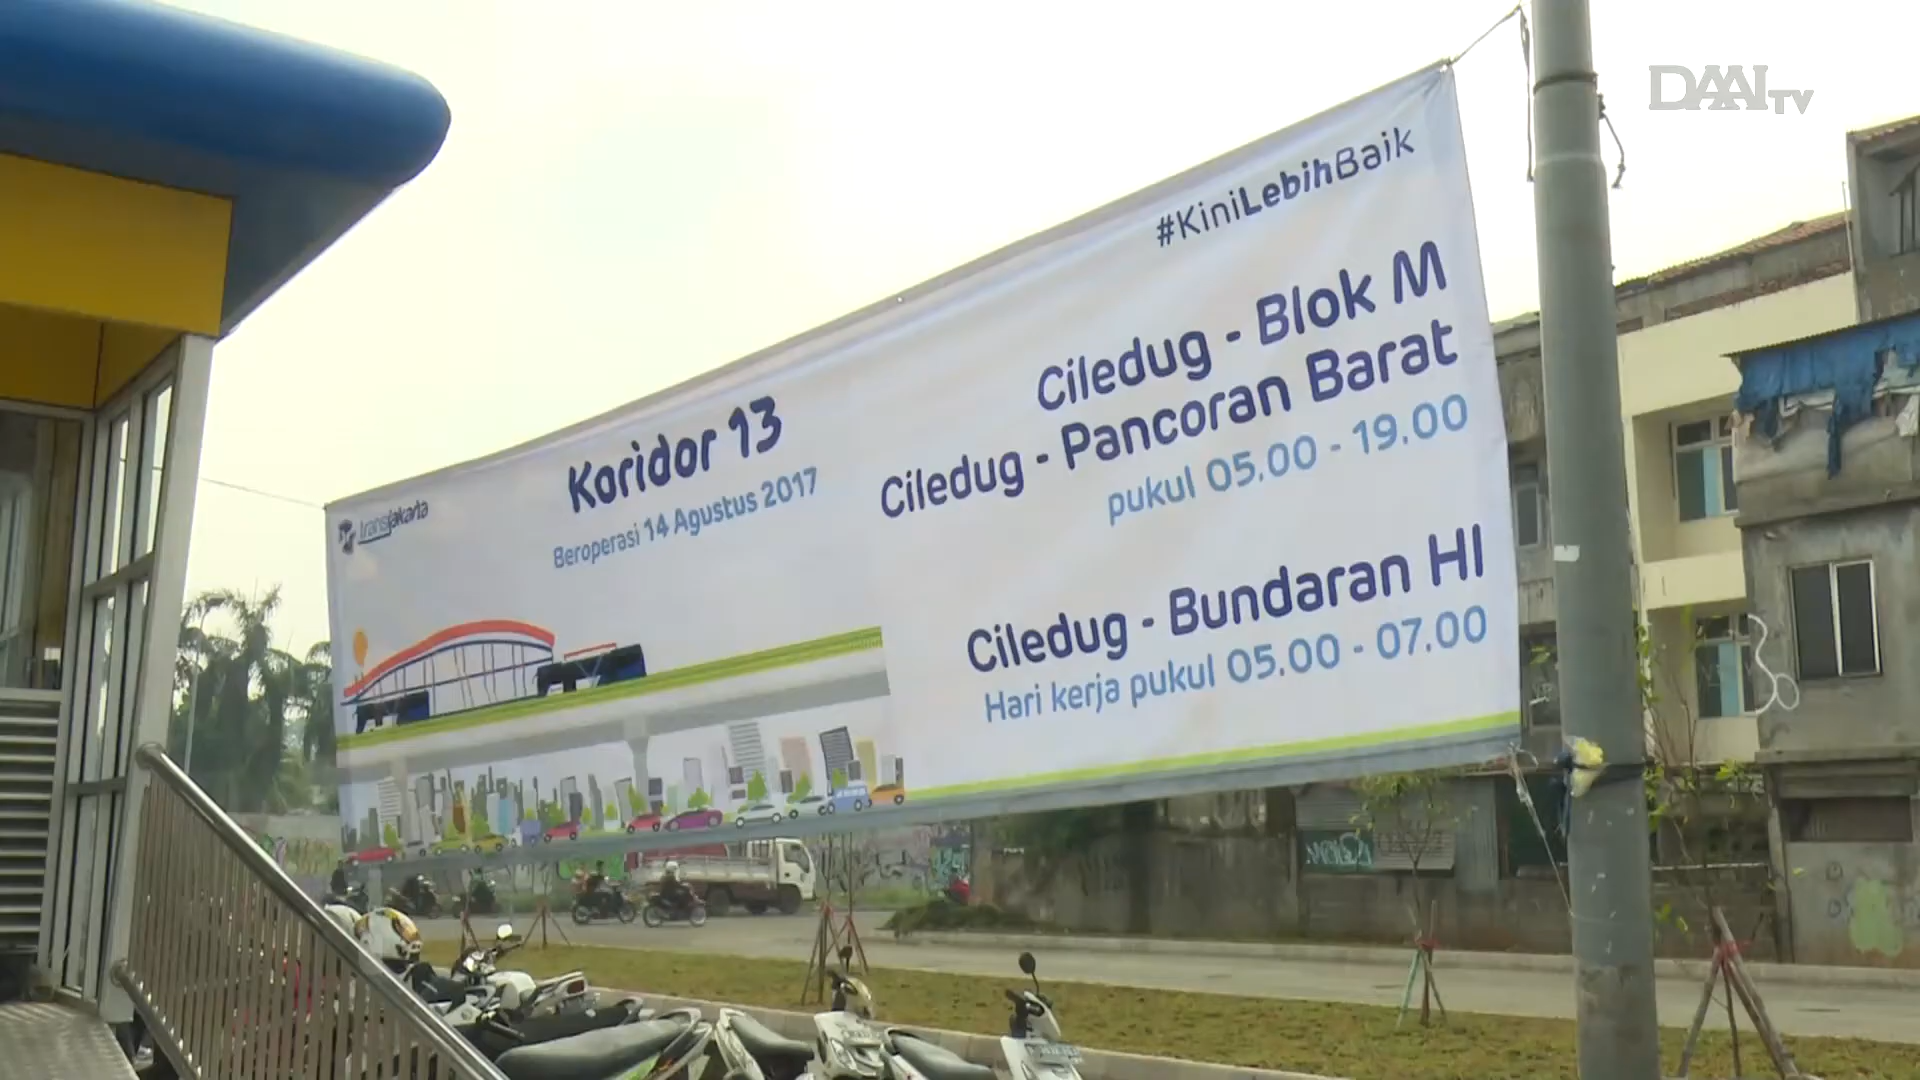 DAAI TV
#KiniLebihBaik
transjakarta
Koridor 13
Beroperasi 14 Agustus 2017
Ciledug - Blok M
Ciledug - Pancoran Barat
pukul 05.00 - 19.00
Ciledug - Bundaran HI
Hari kerja pukul 05.00 - 07.00